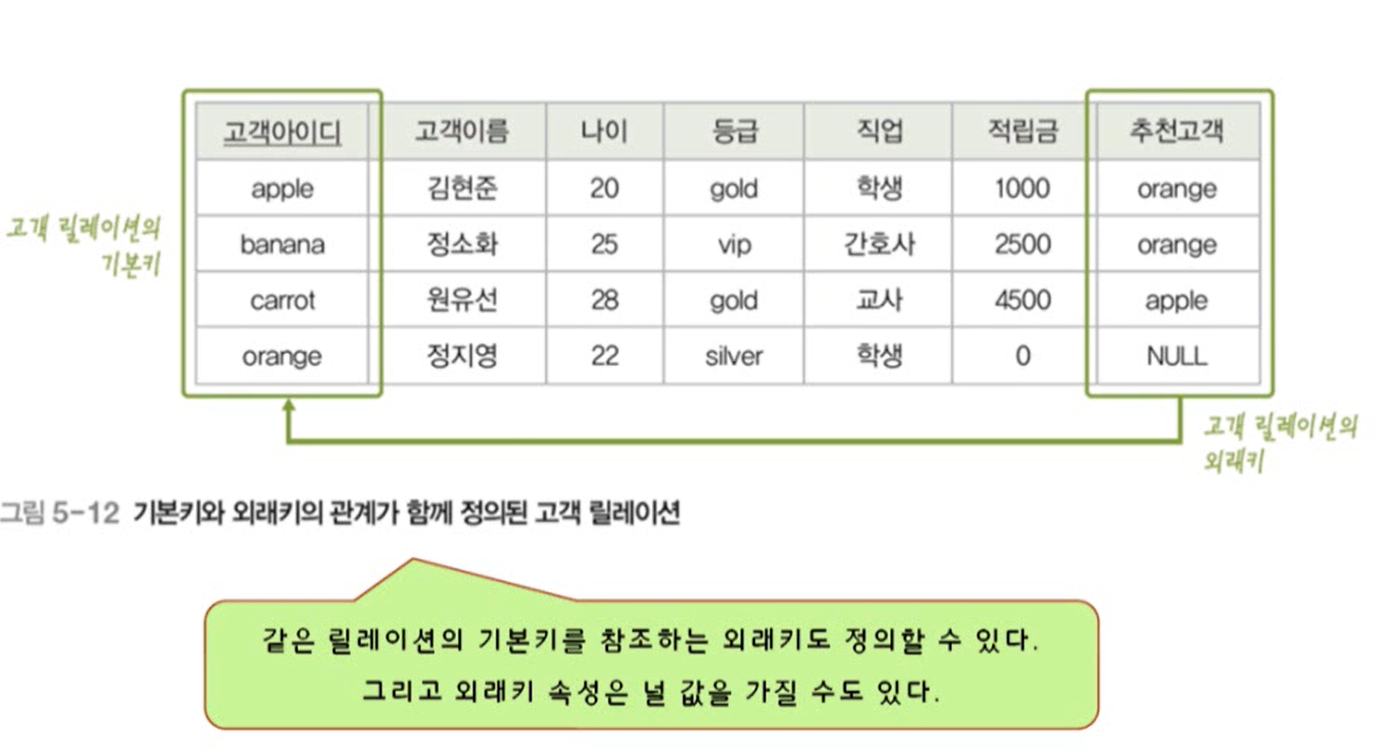 고객아이디 고객이름 나이 등급 직업 적립금 추천고객
apple 김현준 20 gold 학생 1000 orange
banana 정소화 25 vip 간호사 2500 orange
carrot 원유선 28 gold 교사 4500 apple
orange 정지영 22 silver 학생 0 NULL
고객 릴레이션의
기본키
고객 릴레이션의
외래키
그림 5-12 기본키와 외래키의 관계가 함께 정의된 고객 릴레이션
같은 릴레이션의 기본키를 참조하는 외래키도 정의할 수 있다.
그리고 외래키 속성은 널 값을 가질 수도 있다.